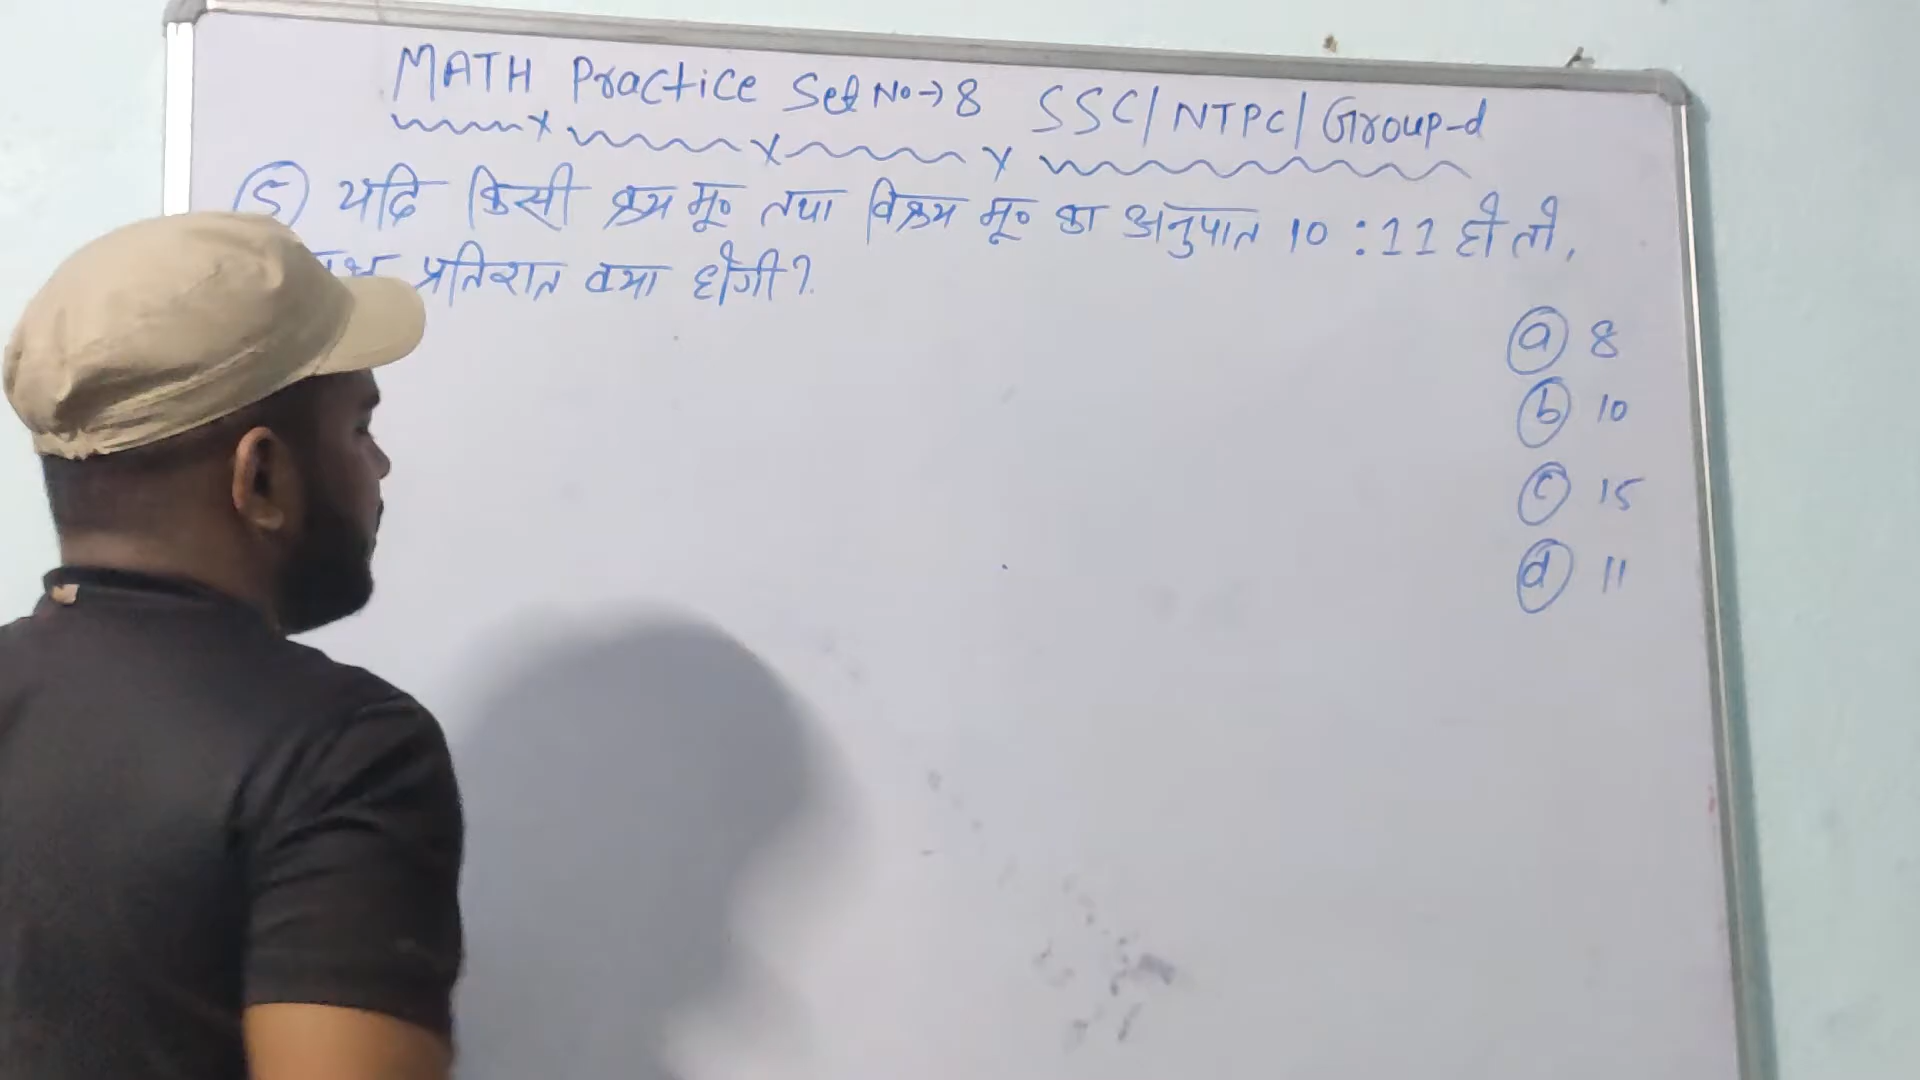 MATH Practice Set No→8 SSC/NTPC/Group-d
5 यदि किसी क्रय मू० तथा विक्रय मू० का अनुपात 10:11 हो तो,
प्रतिशत क्या होगी?
a 8
b 10
c 15
d 11